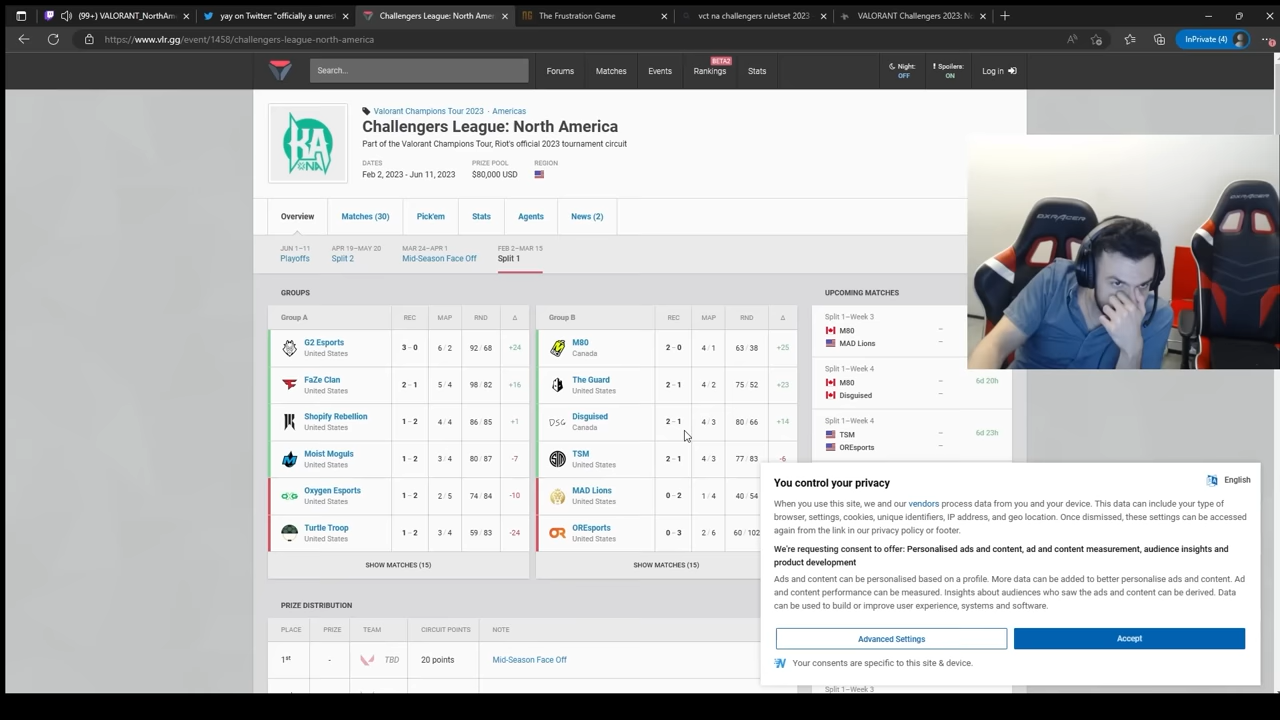 (99+) VALORANT_NorthAm
yay on Twitter: "officially a unres
Challengers League: North Amer
The Frustration Game
vct na challengers ruletset 2023
VALORANT Challengers 2023: N
https://www.vlr.gg/event/1458/challengers-league-north-america
InPrivate (4)
Search...
Forums
Matches
Events
Rankings
BETA2
Stats
Night:
OFF
Spoilers:
ON
Log in
Valorant Champions Tour 2023 · Americas
Challengers League: North America
Part of the Valorant Champions Tour, Riot's official 2023 tournament circuit
DATES PRIZE POOL REGION
Feb 2, 2023 - Jun 11, 2023 $80,000 USD
Overview Matches (30) Pick'em Stats Agents News (2)
JUN 1–11 APR 19–MAY 20 MAR 24–APR 1 FEB 2–MAR 15
Playoffs Split 2 Mid-Season Face Off Split 1
GROUPS
Group A REC MAP RND Δ
G2 Esports 3 – 0 6 / 2 92 / 68 +24
United States
FaZe Clan 2 – 1 5 / 4 98 / 82 +16
United States
Shopify Rebellion 1 – 2 4 / 4 86 / 85 +1
United States
Moist Moguls 1 – 2 3 / 4 80 / 87 -7
United States
Oxygen Esports 1 – 2 2 / 5 74 / 84 -10
United States
Turtle Troop 1 – 2 3 / 4 59 / 83 -24
United States
SHOW MATCHES (15)
Group B REC MAP RND Δ
M80 2 – 0 4 / 1 63 / 38 +25
Canada
The Guard 2 – 1 4 / 2 75 / 52 +23
United States
DSG Disguised 2 – 1 4 / 3 80 / 66 +14
Canada
TSM 2 – 1 4 / 3 77 / 83 -6
United States
MAD Lions 0 – 2 1 / 4 40 / 54
United States
OREsports 0 – 3 2 / 6 60 / 102
United States
SHOW MATCHES (15)
UPCOMING MATCHES
Split 1–Week 3
M80 –
MAD Lions –
Split 1–Week 4
M80 – 6d 20h
Disguised –
Split 1–Week 4
TSM – 6d 23h
OREsports –
PRIZE DISTRIBUTION
PLACE PRIZE TEAM CIRCUIT POINTS NOTE
1st - TBD 20 points Mid-Season Face Off
You control your privacy
English
When you use this site, we and our vendors process data from you and your device. This data can include your type of
browser, settings, cookies, unique identifiers, IP address, and geo location. Once dismissed, these settings can be accessed
again from the link in our privacy policy or footer.
We're requesting consent to offer: Personalised ads and content, ad and content measurement, audience insights and
product development
Ads and content can be personalised based on a profile. More data can be added to better personalise ads and content. Ad
and content performance can be measured. Insights about audiences who saw the ads and content can be derived. Data
can be used to build or improve user experience, systems and software.
Advanced Settings
Accept
Your consents are specific to this site & device.
Split 1–Week 3
DXRACER
DXRACER